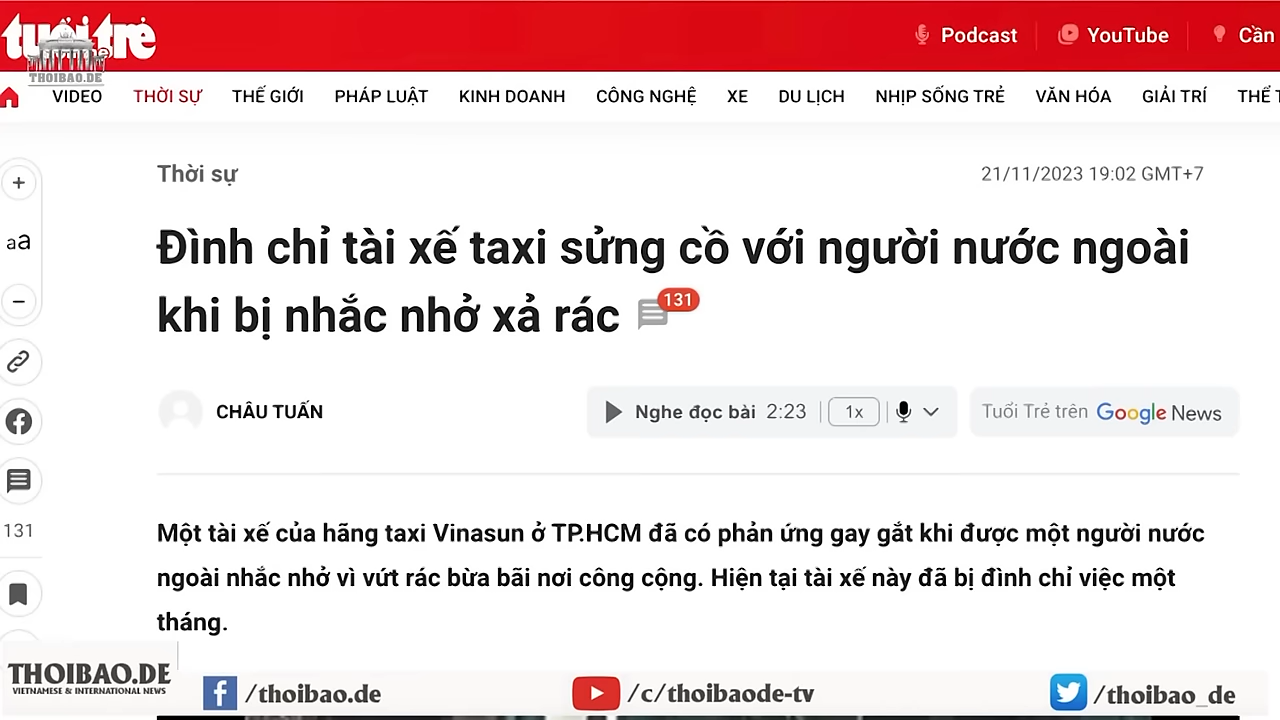 tuổi trẻ
Podcast
YouTube
Cần
THOIBAO.DE
VIDEO THỜI SỰ THẾ GIỚI PHÁP LUẬT KINH DOANH CÔNG NGHỆ XE DU LỊCH NHỊP SỐNG TRẺ VĂN HÓA GIẢI TRÍ THỂ T
Thời sự
21/11/2023 19:02 GMT+7
+
aa
−
Đình chỉ tài xế taxi sửng cồ với người nước ngoài
khi bị nhắc nhở xả rác 131
CHÂU TUẤN
Nghe đọc bài 2:23 1x
Tuổi Trẻ trên Google News
131
Một tài xế của hãng taxi Vinasun ở TP.HCM đã có phản ứng gay gắt khi được một người nước
ngoài nhắc nhở vì vứt rác bừa bãi nơi công cộng. Hiện tại tài xế này đã bị đình chỉ việc một
tháng.
THOIBAO.DE
VIETNAMESE & INTERNATIONAL NEWS
/thoibao.de
/c/thoibaode-tv
/thoibao_de